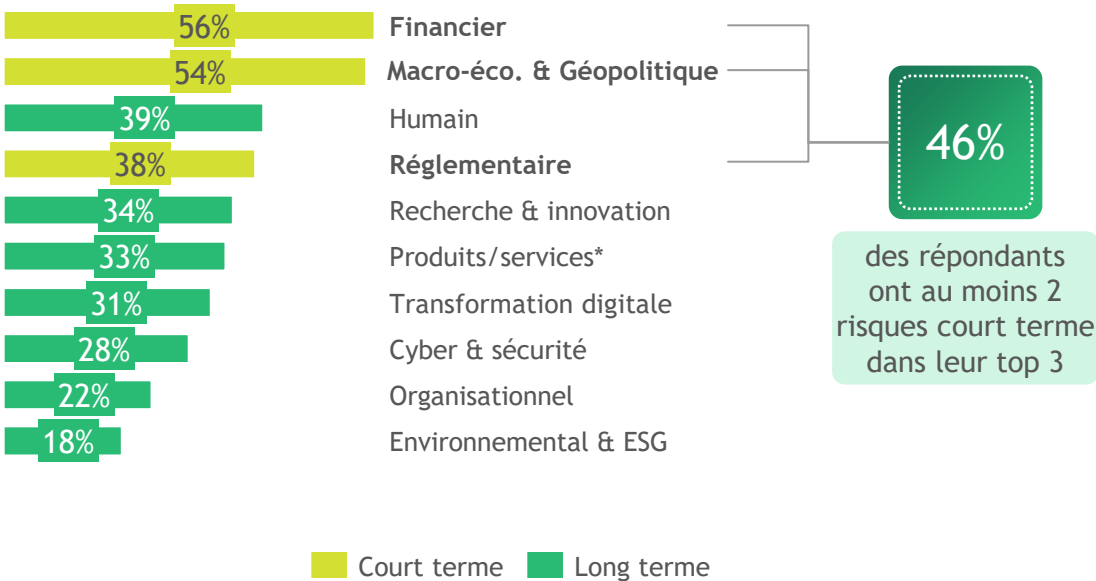 56% Financier
54% Macro-éco. & Géopolitique
39% Humain
38% Réglementaire
34% Recherche & innovation
33% Produits/services*
31% Transformation digitale
28% Cyber & sécurité
22% Organisationnel
18% Environnemental & ESG
46%
des répondants
ont au moins 2
risques court terme
dans leur top 3
Court terme Long terme